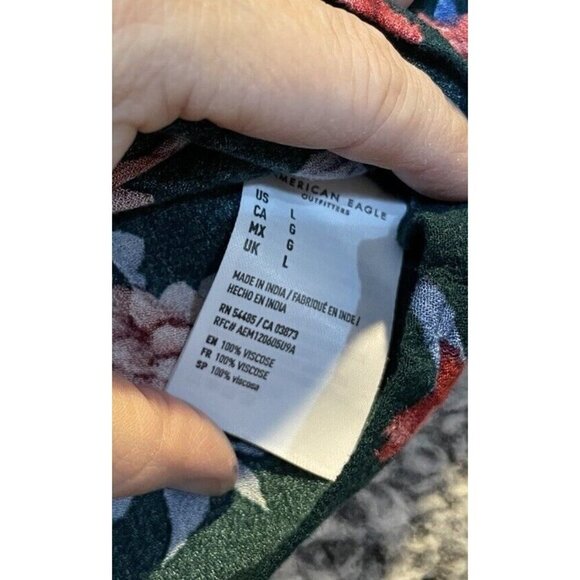 AMERICAN EAGLE
OUTFITTERS
US L
CA G
MX G
UK L
MADE IN INDIA / FABRIQUÉ EN INDE /
HECHO EN INDIA
RN 54485 / CA 03873
RFC# AEM120605U9A
EN 100% VISCOSE
FR 100% VISCOSE
SP 100% viscosa